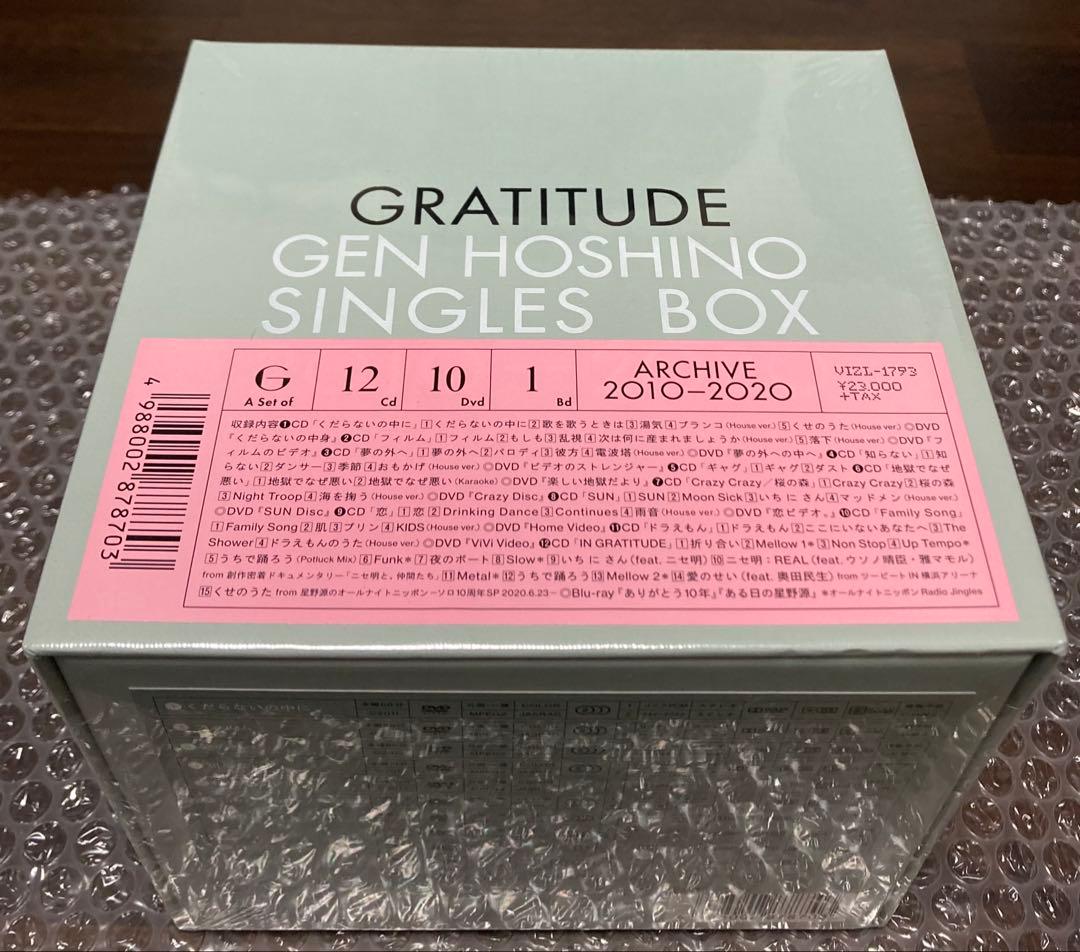 GRATITUDE
GEN HOSHINO
SINGLES BOX
G
A Set of
12
Cd
10
Dvd
1
Bd
ARCHIVE
2010–2020
VIZL-1793
¥23,000
+TAX
4 988002 878703
収録内容❶CD「くだらないの中に」1くだらないの中に2歌を歌うときは3湯気4ブランコ(House ver.)5くせのうた(House ver.)◎DVD
『くだらないの中身』❷CD「フィルム」1フィルム2もしも3乱視4次は何に産まれましょうか(House ver.)5落下(House ver.)◎DVD『フ
ィルムのビデオ』❸CD「夢の外へ」1夢の外へ2パロディ3彼方4電波塔(House ver.)◎DVD『夢の外への中へ』❹CD「知らない」1知
らない2ダンサー3季節4おもかげ(House ver.)◎DVD『ビデオのストレンジャー』❺CD「ギャグ」1ギャグ2ダスト❻CD「地獄でなぜ
悪い」1地獄でなぜ悪い2地獄でなぜ悪い(Karaoke)◎DVD『楽しい地獄だより』❼CD「Crazy Crazy／桜の森」1Crazy Crazy2桜の森
3Night Troop4海を掬う(House ver.)◎DVD『Crazy Disc』❽CD「SUN」1SUN2Moon Sick3いち に さん4マッドメン(House ver.)
◎DVD『SUN Disc』❾CD「恋」1恋2Drinking Dance3Continues4雨音(House ver.)◎DVD『恋ビデオ。』❿CD「Family Song」
1Family Song2肌3プリン4KIDS(House ver.)◎DVD『Home Video』⓫CD「ドラえもん」1ドラえもん2ここにいないあなたへ3The
Shower4ドラえもんのうた(House ver.)◎DVD『ViVi Video』⓬CD「IN GRATITUDE」1折り合い2Mellow 1*3Non Stop4Up Tempo*
5うちで踊ろう(Potluck Mix)6Funk*7夜のボート8Slow*9いち に さん(feat. ニセ明)10ニセ明：REAL(feat. ウソノ晴臣・雅マモル)
from 創作密着ドキュメンタリー「ニセ明と、仲間たち」11Metal*12うちで踊ろう13Mellow 2*14愛のせい(feat. 奥田民生)from ツービート IN 横浜アリーナ
15くせのうた from 星野源のオールナイトニッポン−ソロ10周年SP 2020.6.23−◎Blu-ray『ありがとう10年』『ある日の星野源』*オールナイトニッポン Radio Jingles
くだらないの中に